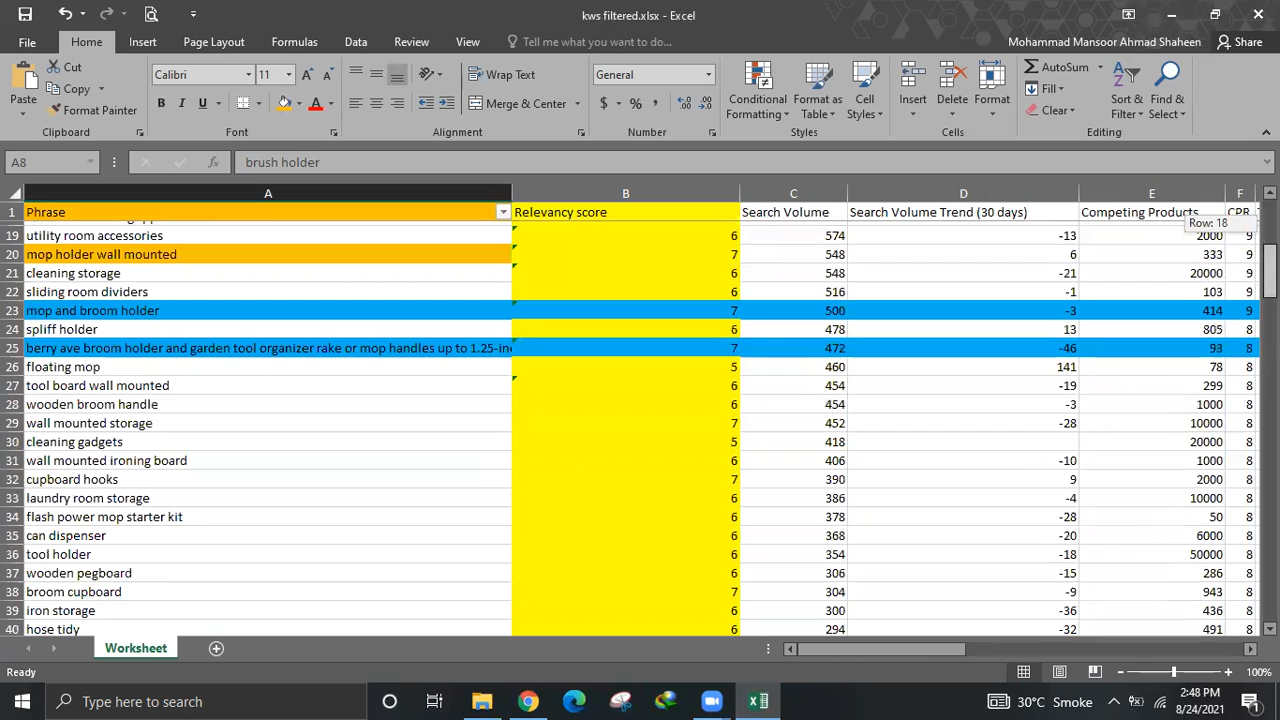 kws filtered.xlsx - Excel
File Home Insert Page Layout Formulas Data Review View Tell me what you want to do... Mohammad Mansoor Ahmad Shaheen Share
Paste Cut Copy Format Painter Clipboard
Calibri 11 B I U A Font
Wrap Text Merge & Center Alignment
General $ % , Number
Conditional Formatting Format as Table Cell Styles Styles
Insert Delete Format Cells
AutoSum Fill Clear Sort & Filter Find & Select Editing
A8 fx brush holder
A B C D E F
1 Phrase Relevancy score Search Volume Search Volume Trend (30 days) Competing Products CPR
Row: 18
19 utility room accessories 6 574 -13 2000 9
20 mop holder wall mounted 7 548 6 333 9
21 cleaning storage 6 548 -21 20000 9
22 sliding room dividers 6 516 -1 103 9
23 mop and broom holder 7 500 -3 414 9
24 spliff holder 6 478 13 805 8
25 berry ave broom holder and garden tool organizer rake or mop handles up to 1.25-in 7 472 -46 93 8
26 floating mop 5 460 141 78 8
27 tool board wall mounted 6 454 -19 299 8
28 wooden broom handle 6 454 -3 1000 8
29 wall mounted storage 7 452 -28 10000 8
30 cleaning gadgets 5 418 20000 8
31 wall mounted ironing board 6 406 -10 1000 8
32 cupboard hooks 7 390 9 2000 8
33 laundry room storage 6 386 -4 10000 8
34 flash power mop starter kit 6 378 -28 50 8
35 can dispenser 6 368 -20 6000 8
36 tool holder 6 354 -18 50000 8
37 wooden pegboard 6 306 -15 286 8
38 broom cupboard 7 304 -9 943 8
39 iron storage 6 300 -36 436 8
40 hose tidy 6 294 -32 491 8
Worksheet
Ready 100%
Type here to search 30°C Smoke 2:48 PM
8/24/2021 1